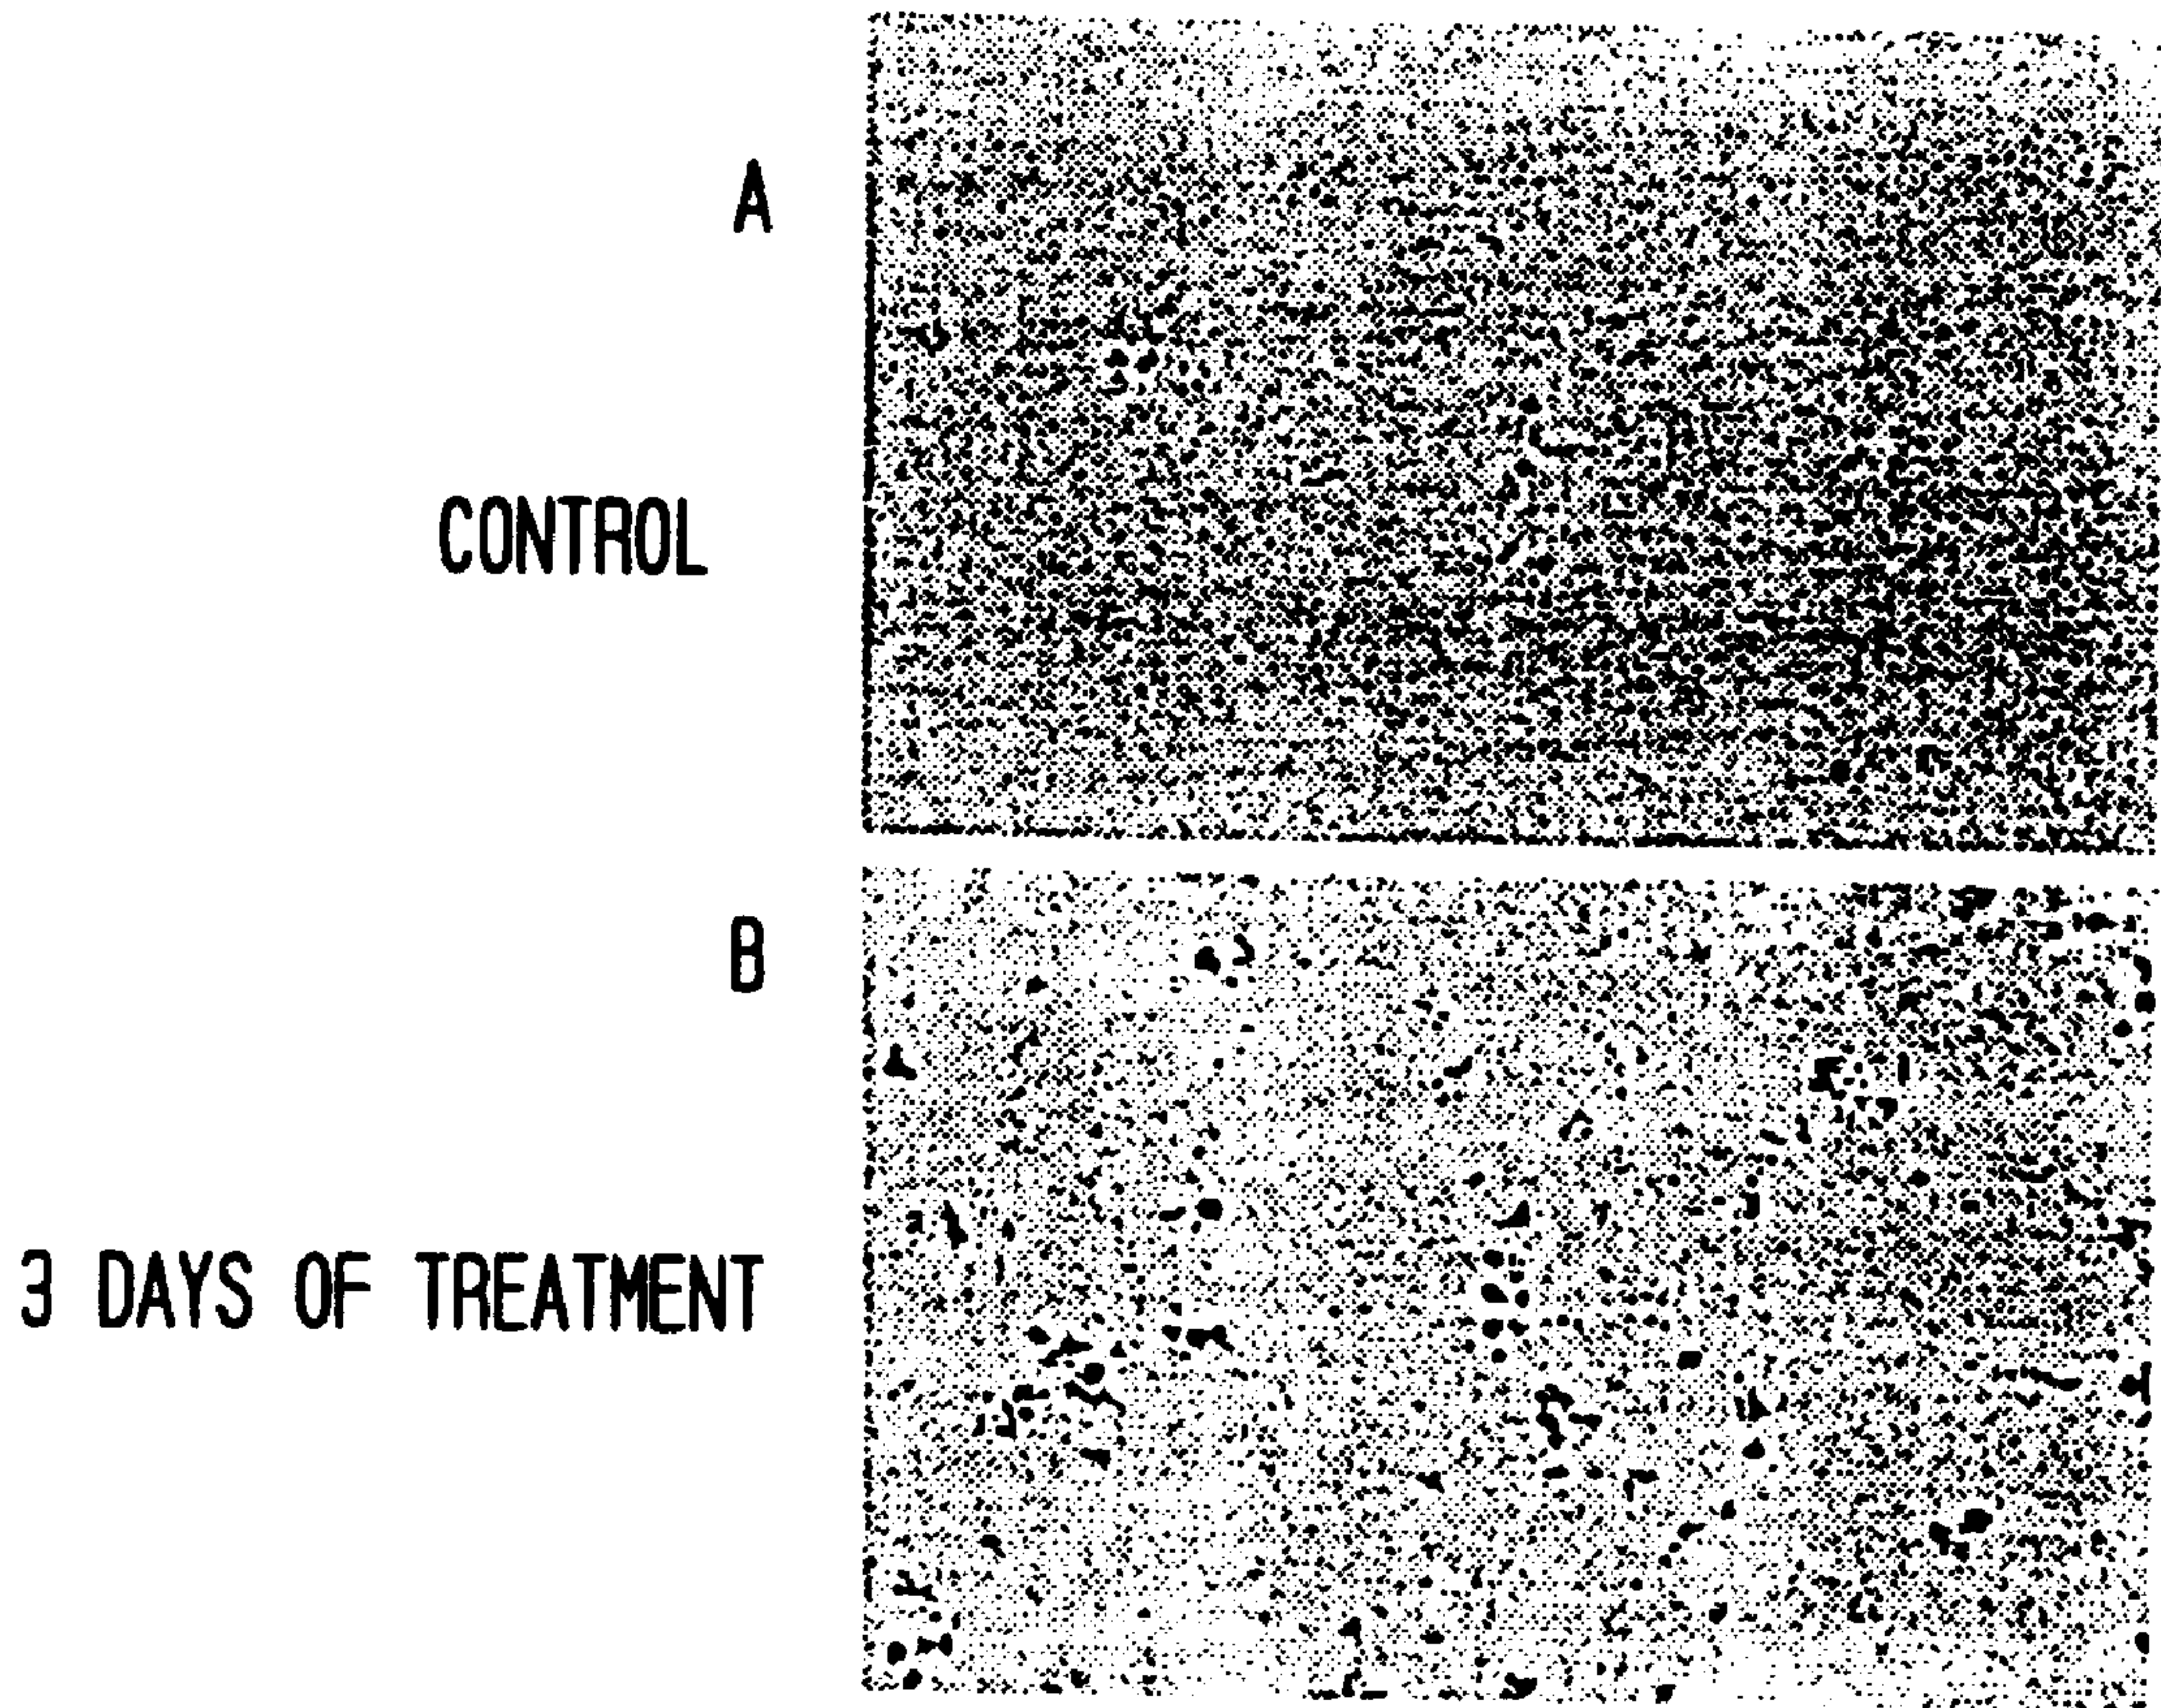 A
CONTROL
B
3 DAYS OF TREATMENT